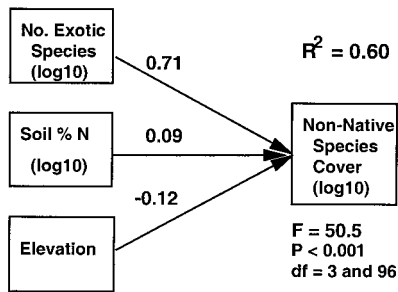 No. Exotic
Species
(log10)
0.71
R2 = 0.60
Soil % N
(log10)
0.09
Non-Native
Species
Cover
(log10)
-0.12
Elevation
F = 50.5
P < 0.001
df = 3 and 96